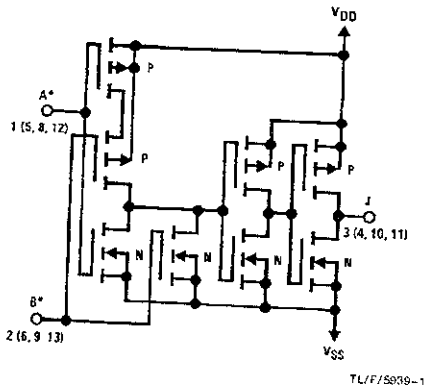 VDD
P
A*
1 (5, 8, 12)
P
P
P
J
3 (4, 10, 11)
N
N
N
N
B*
2 (6, 9 13)
VSS
TL/F/5939-1